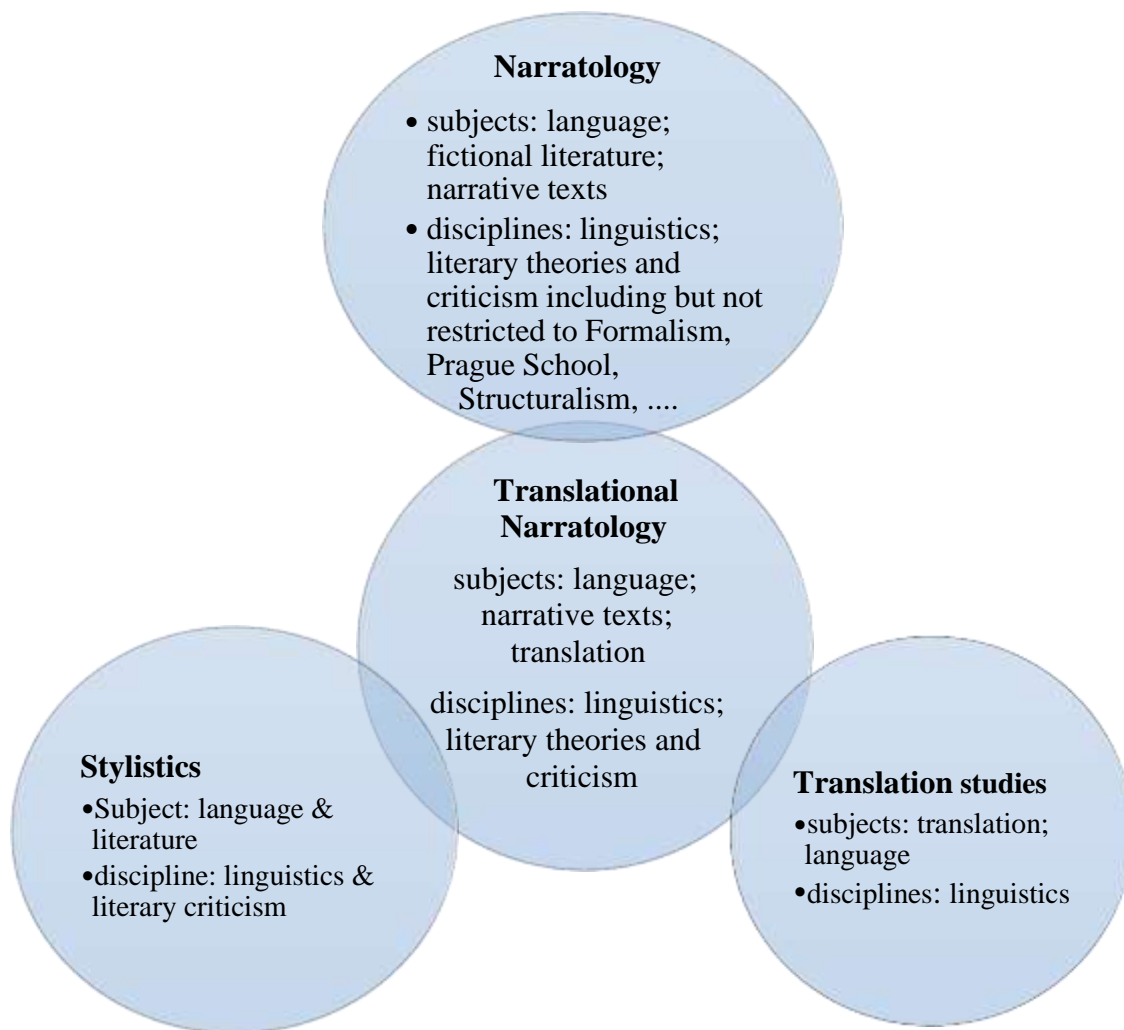 Narratology
• subjects: language;
fictional literature;
narrative texts
• disciplines: linguistics;
literary theories and
criticism including but not
restricted to Formalism,
Prague School,
Structuralism, ....
Translational
Narratology
subjects: language;
narrative texts;
translation
disciplines: linguistics;
literary theories and
criticism
Stylistics
•Subject: language &
literature
•discipline: linguistics &
literary criticism
Translation studies
•subjects: translation;
language
•disciplines: linguistics